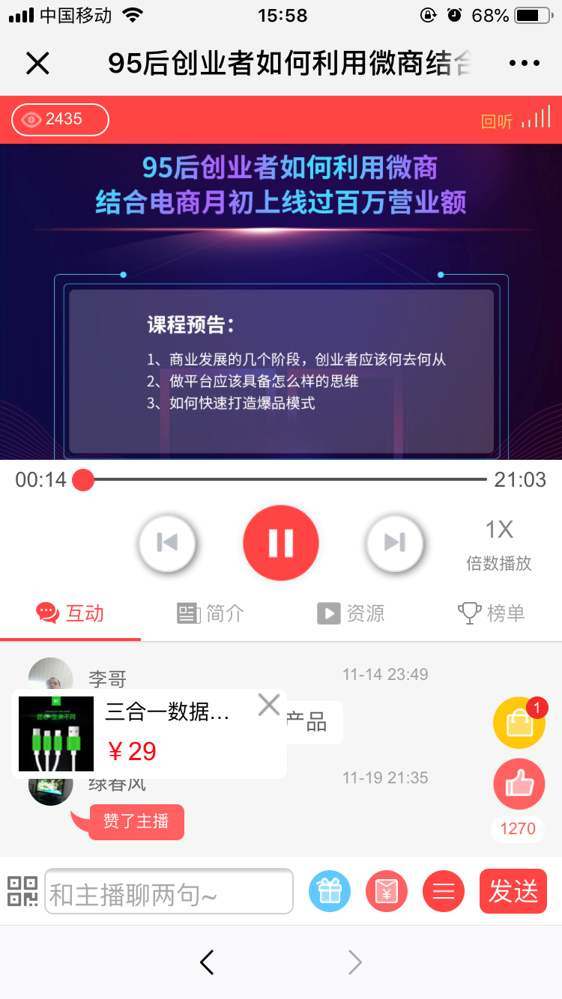 中国移动
15:58
68%
95后创业者如何利用微商结合
2435
回听
95后创业者如何利用微商
结合电商月初上线过百万营业额
课程预告：
1、商业发展的几个阶段，创业者应该何去何从
2、做平台应该具备怎么样的思维
3、如何快速打造爆品模式
00:14
21:03
1X
倍数播放
互动
简介
资源
榜单
李哥
11-14 23:49
三合一数据...
产品
¥29
1
绿春风
11-19 21:35
赞了主播
1270
和主播聊两句~
发送